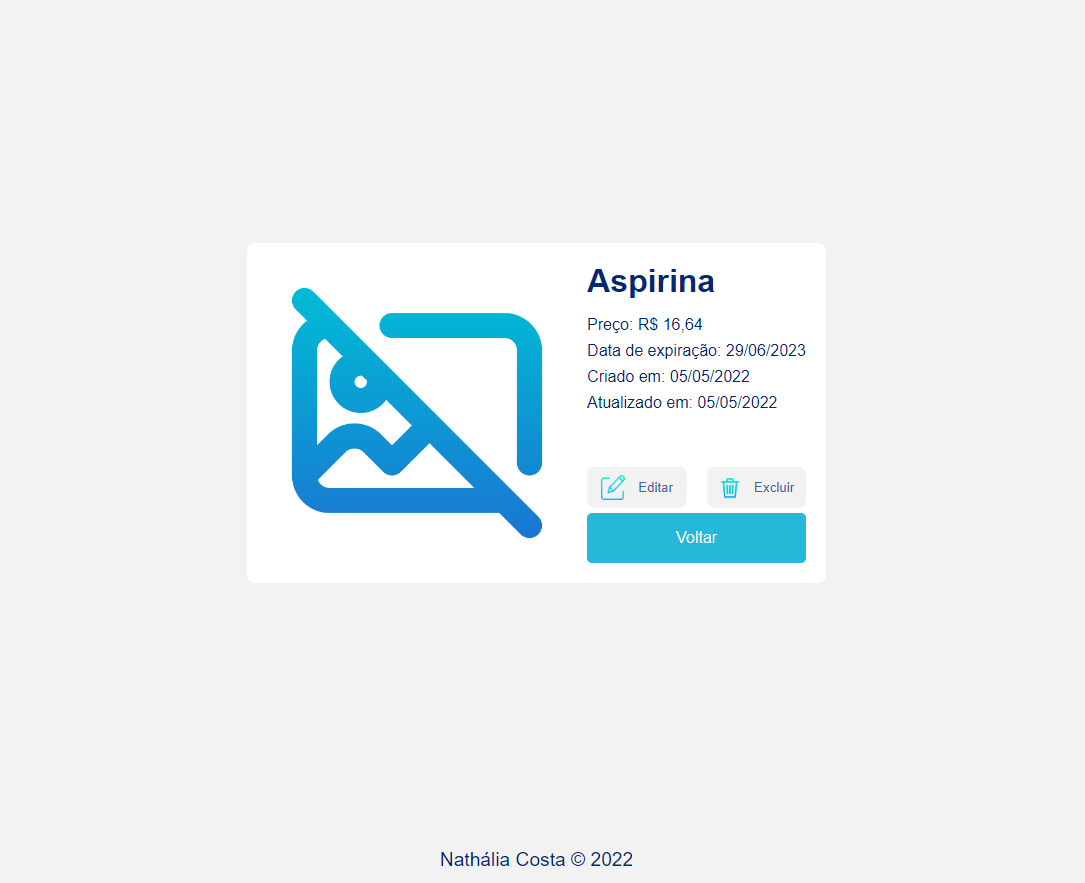 Aspirina
Preço: R$ 16,64
Data de expiração: 29/06/2023
Criado em: 05/05/2022
Atualizado em: 05/05/2022
Editar
Excluir
Voltar
Nathália Costa © 2022